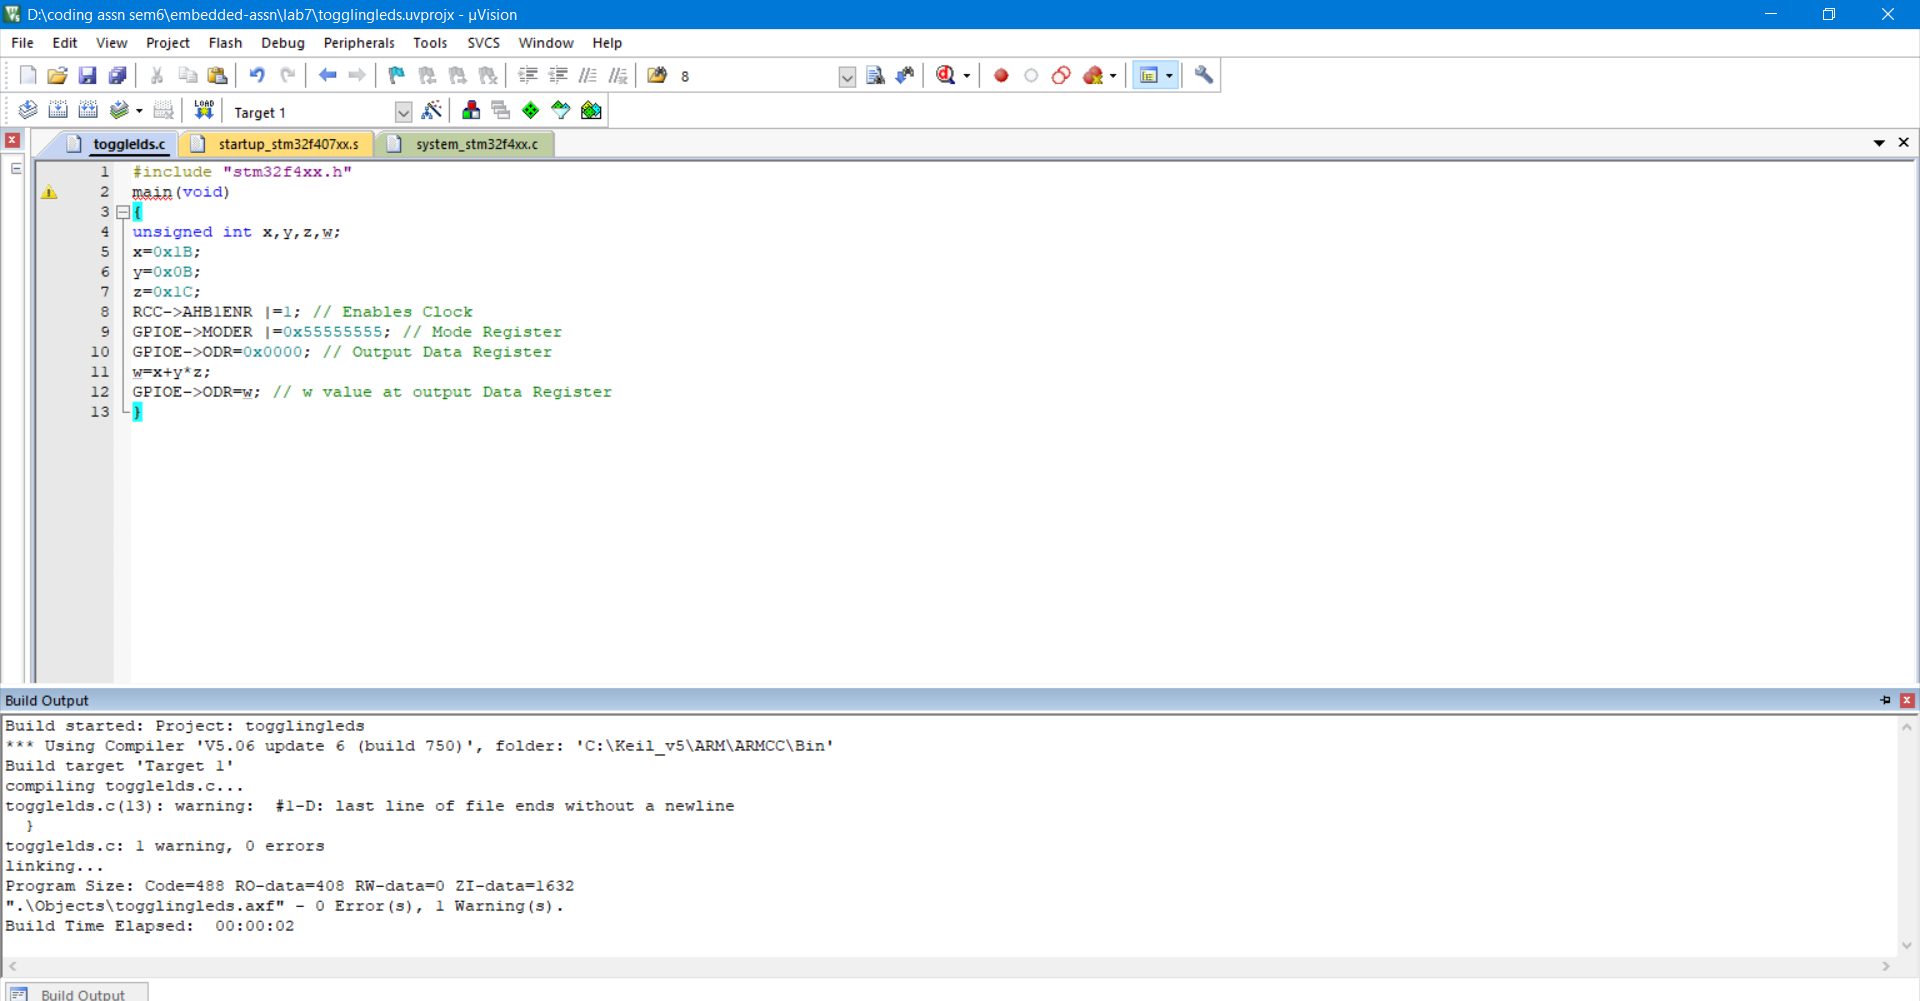 D:\coding assn sem6\embedded-assn\lab7\togglingleds.uvprojx - µVision
File Edit View Project Flash Debug Peripherals Tools SVCS Window Help
8
LOAD Target 1
togglelds.c startup_stm32f407xx.s system_stm32f4xx.c
1 #include "stm32f4xx.h"
2 main(void)
3 {
4 unsigned int x,y,z,w;
5 x=0x1B;
6 y=0x0B;
7 z=0x1C;
8 RCC->AHB1ENR |=1; // Enables Clock
9 GPIOE->MODER |=0x55555555; // Mode Register
10 GPIOE->ODR=0x0000; // Output Data Register
11 w=x+y*z;
12 GPIOE->ODR=w; // w value at output Data Register
13 }
Build Output
Build started: Project: togglingleds
*** Using Compiler 'V5.06 update 6 (build 750)', folder: 'C:\Keil_v5\ARM\ARMCC\Bin'
Build target 'Target 1'
compiling togglelds.c...
togglelds.c(13): warning:  #1-D: last line of file ends without a newline
}
togglelds.c: 1 warning, 0 errors
linking...
Program Size: Code=488 RO-data=408 RW-data=0 ZI-data=1632
".\Objects\togglingleds.axf" - 0 Error(s), 1 Warning(s).
Build Time Elapsed:  00:00:02
Build Output